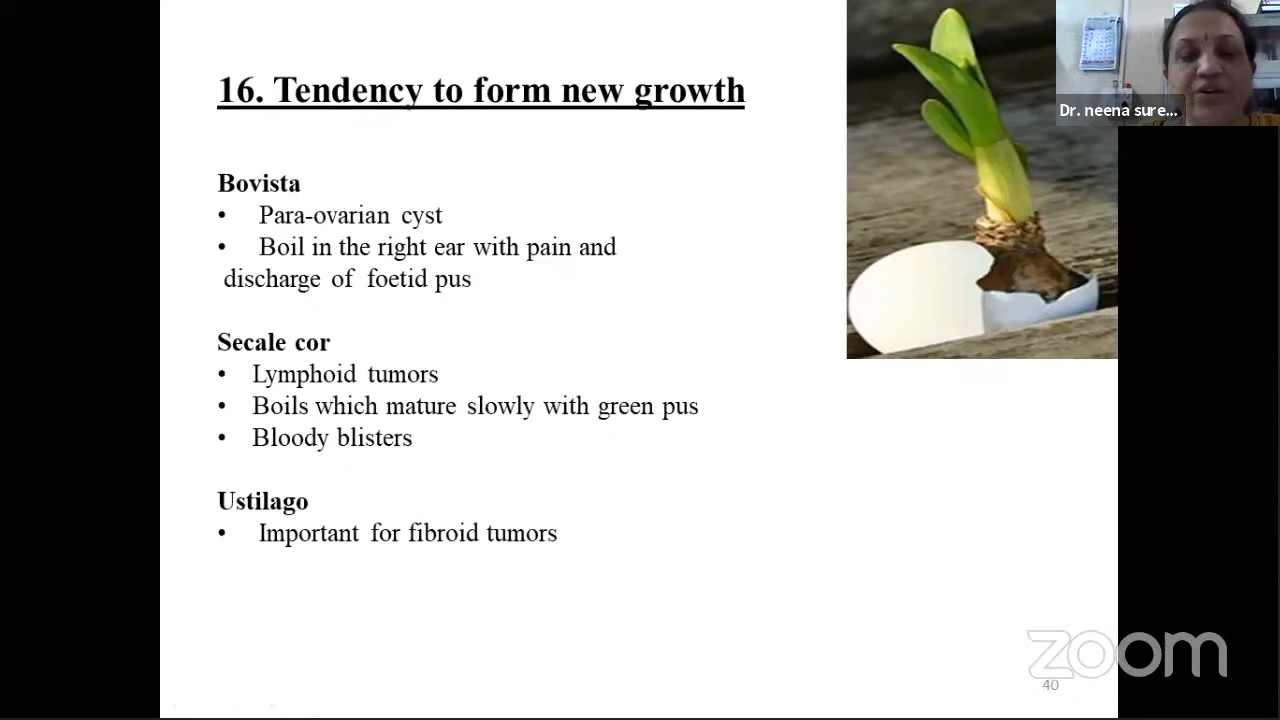 16. Tendency to form new growth
Dr. neena sure...
Bovista
• Para-ovarian cyst
• Boil in the right ear with pain and
discharge of foetid pus
Secale cor
• Lymphoid tumors
• Boils which mature slowly with green pus
• Bloody blisters
Ustilago
• Important for fibroid tumors
zoom
40